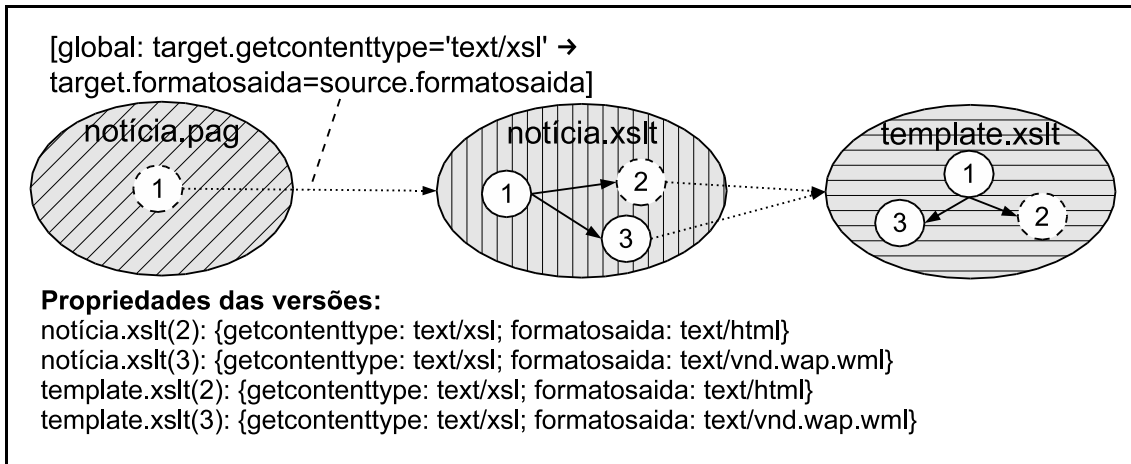 [global: target.getcontenttype='text/xsl' →
target.formatosaida=source.formatosaida]
notícia.pag
notícia.xslt
template.xslt
1
1
2
3
1
3
2
Propriedades das versões:
notícia.xslt(2): {getcontenttype: text/xsl; formatosaida: text/html}
notícia.xslt(3): {getcontenttype: text/xsl; formatosaida: text/vnd.wap.wml}
template.xslt(2): {getcontenttype: text/xsl; formatosaida: text/html}
template.xslt(3): {getcontenttype: text/xsl; formatosaida: text/vnd.wap.wml}